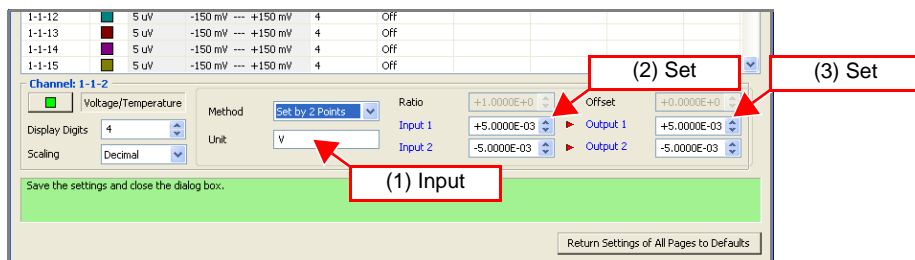 1-1-12 5 uV -150 mV --- +150 mV 4 Off
1-1-13 5 uV -150 mV --- +150 mV 4 Off
1-1-14 5 uV -150 mV --- +150 mV 4 Off
1-1-15 5 uV -150 mV --- +150 mV 4 Off
(2) Set (3) Set
Channel: 1-1-2
Voltage/Temperature Method Set by 2 Points Ratio +1.0000E+0 Offset +0.0000E+0
Display Digits 4 Unit V Input 1 +5.0000E-03 Output 1 +5.0000E-03
Scaling Decimal Input 2 -5.0000E-03 Output 2 -5.0000E-03
(1) Input
Save the settings and close the dialog box.
Return Settings of All Pages to Defaults